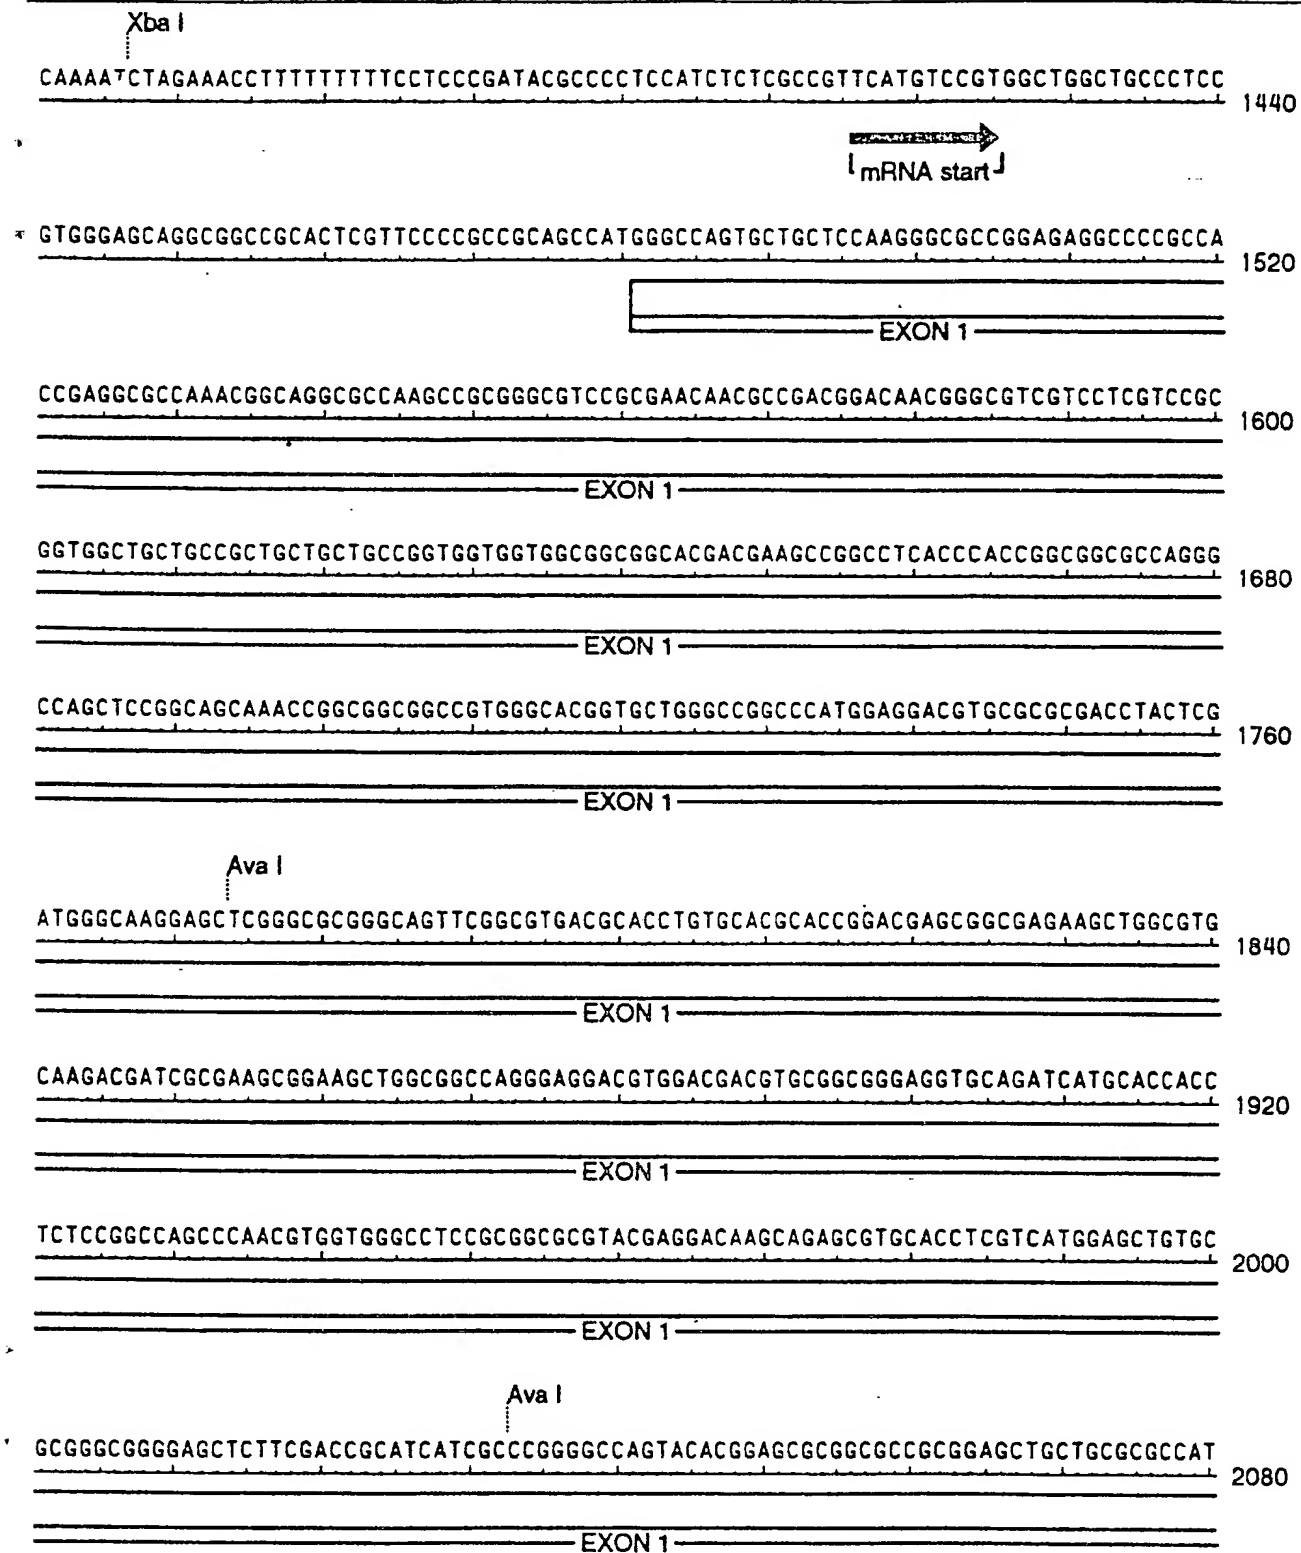 Xba I
CAAAATCTAGAAACCTTTTTTTTTCCTCCCGATACGCCCCTCCATCTCTCGCCGTTCATGTCCGTGGCTGGCTGCCCTCC
1440
mRNA start
GTGGGAGCAGGCGGCCGCACTCGTTCCCCGCCGCAGCCATGGGCCAGTGCTGCTCCAAGGGCGCCGGAGAGGCCCCGCCA
1520
EXON 1
CCGAGGCGCCAAACGGCAGGCGCCAAGCCGCGGGCGTCCGCGAACAACGCCGACGGACAACGGGCGTCGTCCTCGTCCGC
1600
EXON 1
GGTGGCTGCTGCCGCTGCTGCTGCCGGTGGTGGTGGCGGCGGCACGACGAAGCCGGCCTCACCCACCGGCGGCGCCAGGG
1680
EXON 1
CCAGCTCCGGCAGCAAACCGGCGGCGGCCGTGGGCACGGTGCTGGGCCGGCCCATGGAGGACGTGCGCGCGACCTACTCG
1760
EXON 1
Ava I
ATGGGCAAGGAGCTCGGGCGCGGGCAGTTCGGCGTGACGCACCTGTGCACGCACCGGACGAGCGGCGAGAAGCTGGCGTG
1840
EXON 1
CAAGACGATCGCGAAGCGGAAGCTGGCGGCCAGGGAGGACGTGGACGACGTGCGGCGGGAGGTGCAGATCATGCACCACC
1920
EXON 1
TCTCCGGCCAGCCCAACGTGGTGGGCCTCCGCGGCGCGTACGAGGACAAGCAGAGCGTGCACCTCGTCATGGAGCTGTGC
2000
EXON 1
Ava I
GCGGGCGGGGAGCTCTTCGACCGCATCATCGCCCGGGGCCAGTACACGGAGCGCGGCGCCGCGGAGCTGCTGCGCGCCAT
2080
EXON 1